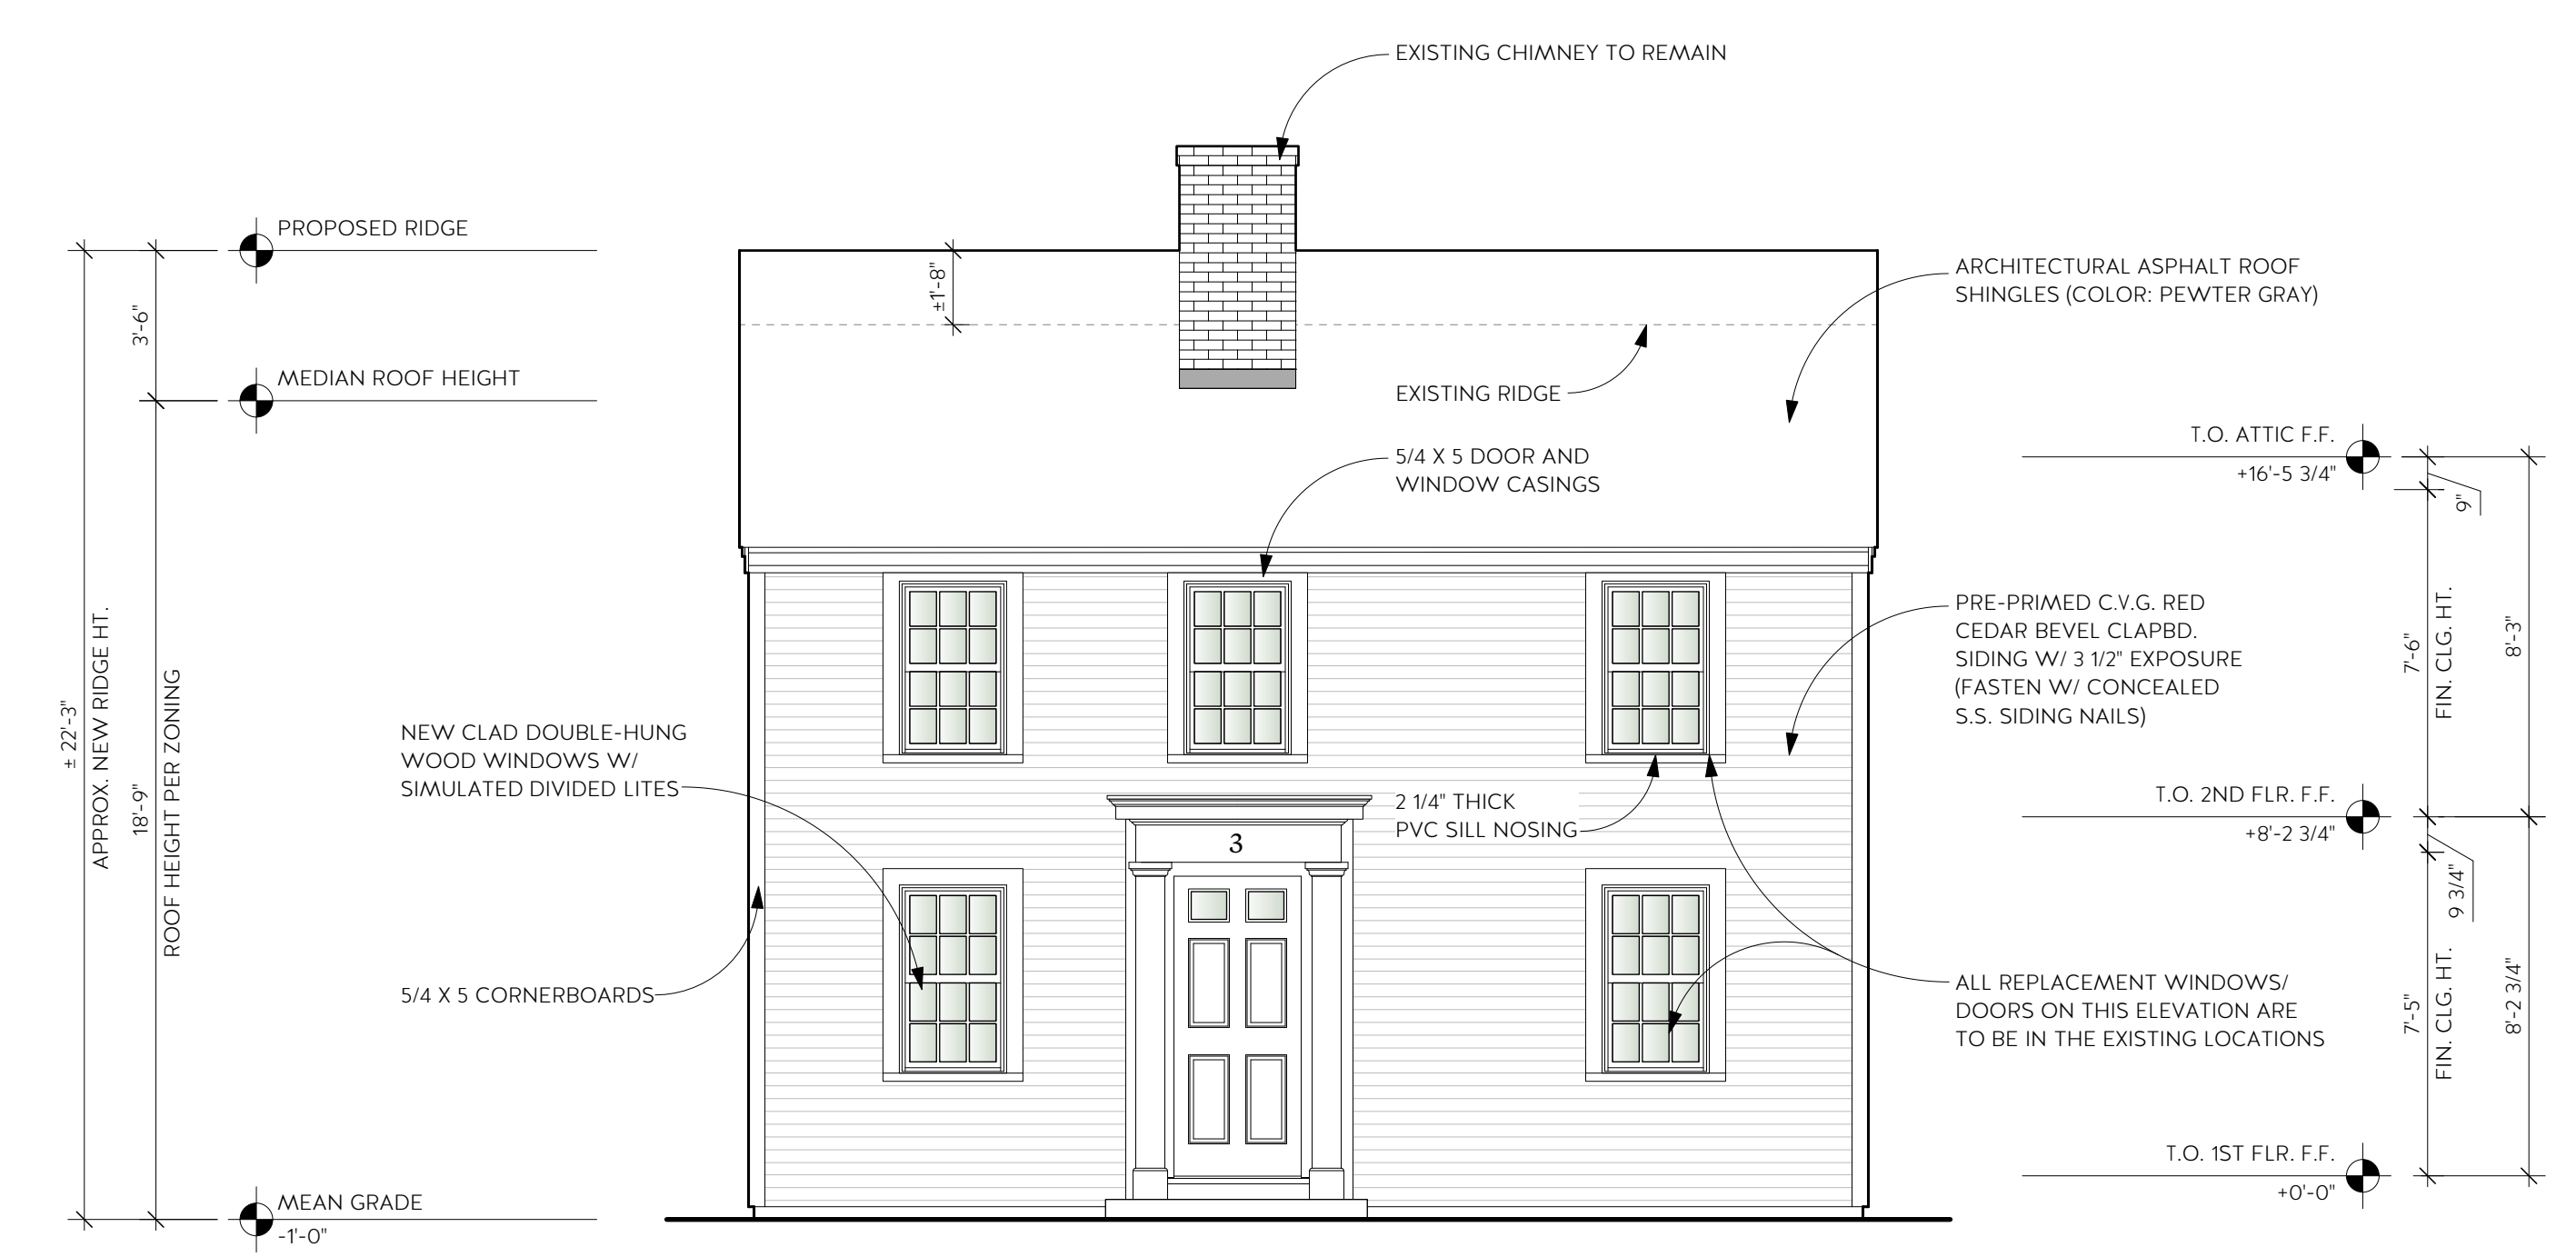 EXISTING CHIMNEY TO REMAIN
PROPOSED RIDGE
3'-6"
MEDIAN ROOF HEIGHT
±1'-8"
ARCHITECTURAL ASPHALT ROOF
SHINGLES (COLOR: PEWTER GRAY)
EXISTING RIDGE
5/4 X 5 DOOR AND
WINDOW CASINGS
T.O. ATTIC F.F.
+16'-5 3/4"
9"
± 22'-3"
APPROX. NEW RIDGE HT.
18'-9"
ROOF HEIGHT PER ZONING
NEW CLAD DOUBLE-HUNG
WOOD WINDOWS W/
SIMULATED DIVIDED LITES
PRE-PRIMED C.V.G. RED
CEDAR BEVEL CLAPBD.
SIDING W/ 3 1/2" EXPOSURE
(FASTEN W/ CONCEALED
S.S. SIDING NAILS)
7'-6"
FIN. CLG. HT.
8'-3"
2 1/4" THICK
PVC SILL NOSING
3
T.O. 2ND FLR. F.F.
+8'-2 3/4"
9 3/4"
5/4 X 5 CORNERBOARDS
ALL REPLACEMENT WINDOWS/
DOORS ON THIS ELEVATION ARE
TO BE IN THE EXISTING LOCATIONS
7'-5"
FIN. CLG. HT.
8'-2 3/4"
T.O. 1ST FLR. F.F.
+0'-0"
MEAN GRADE
-1'-0"